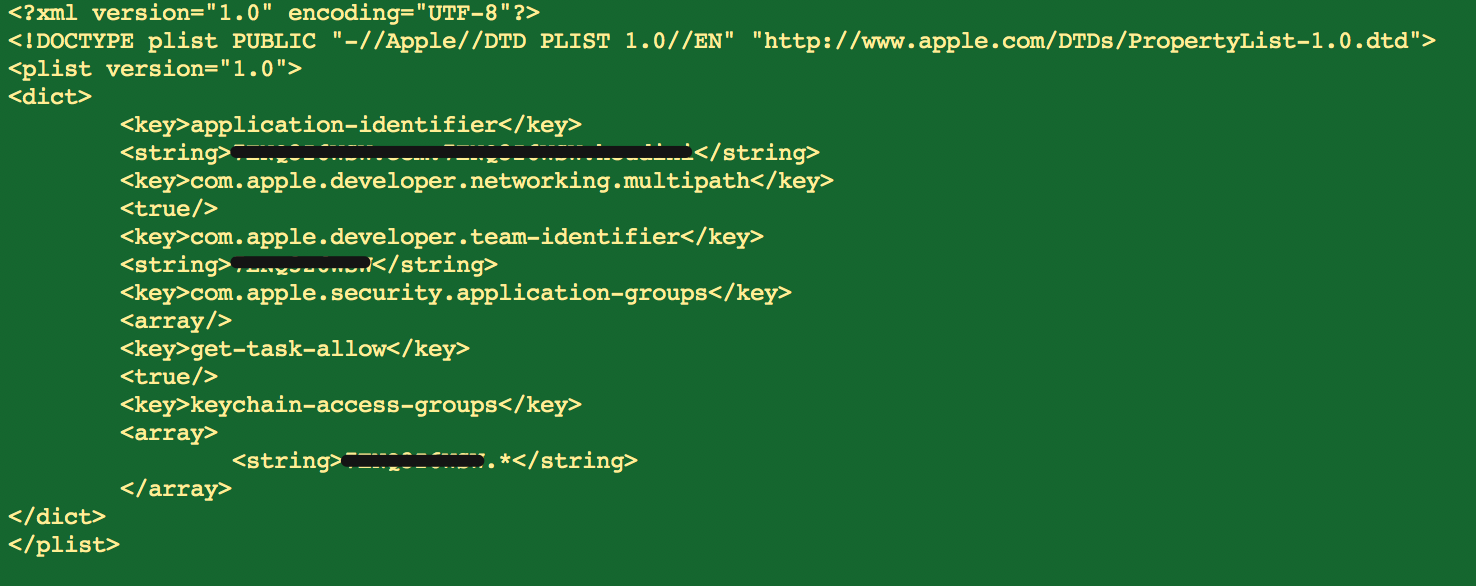 <?xml version="1.0" encoding="UTF-8"?>
<!DOCTYPE plist PUBLIC "-//Apple//DTD PLIST 1.0//EN" "http://www.apple.com/DTDs/PropertyList-1.0.dtd">
<plist version="1.0">
<dict>
<key>application-identifier</key>
<string></string>
<key>com.apple.developer.networking.multipath</key>
<true/>
<key>com.apple.developer.team-identifier</key>
<string></string>
<key>com.apple.security.application-groups</key>
<array/>
<key>get-task-allow</key>
<true/>
<key>keychain-access-groups</key>
<array>
<string>.*</string>
</array>
</dict>
</plist>